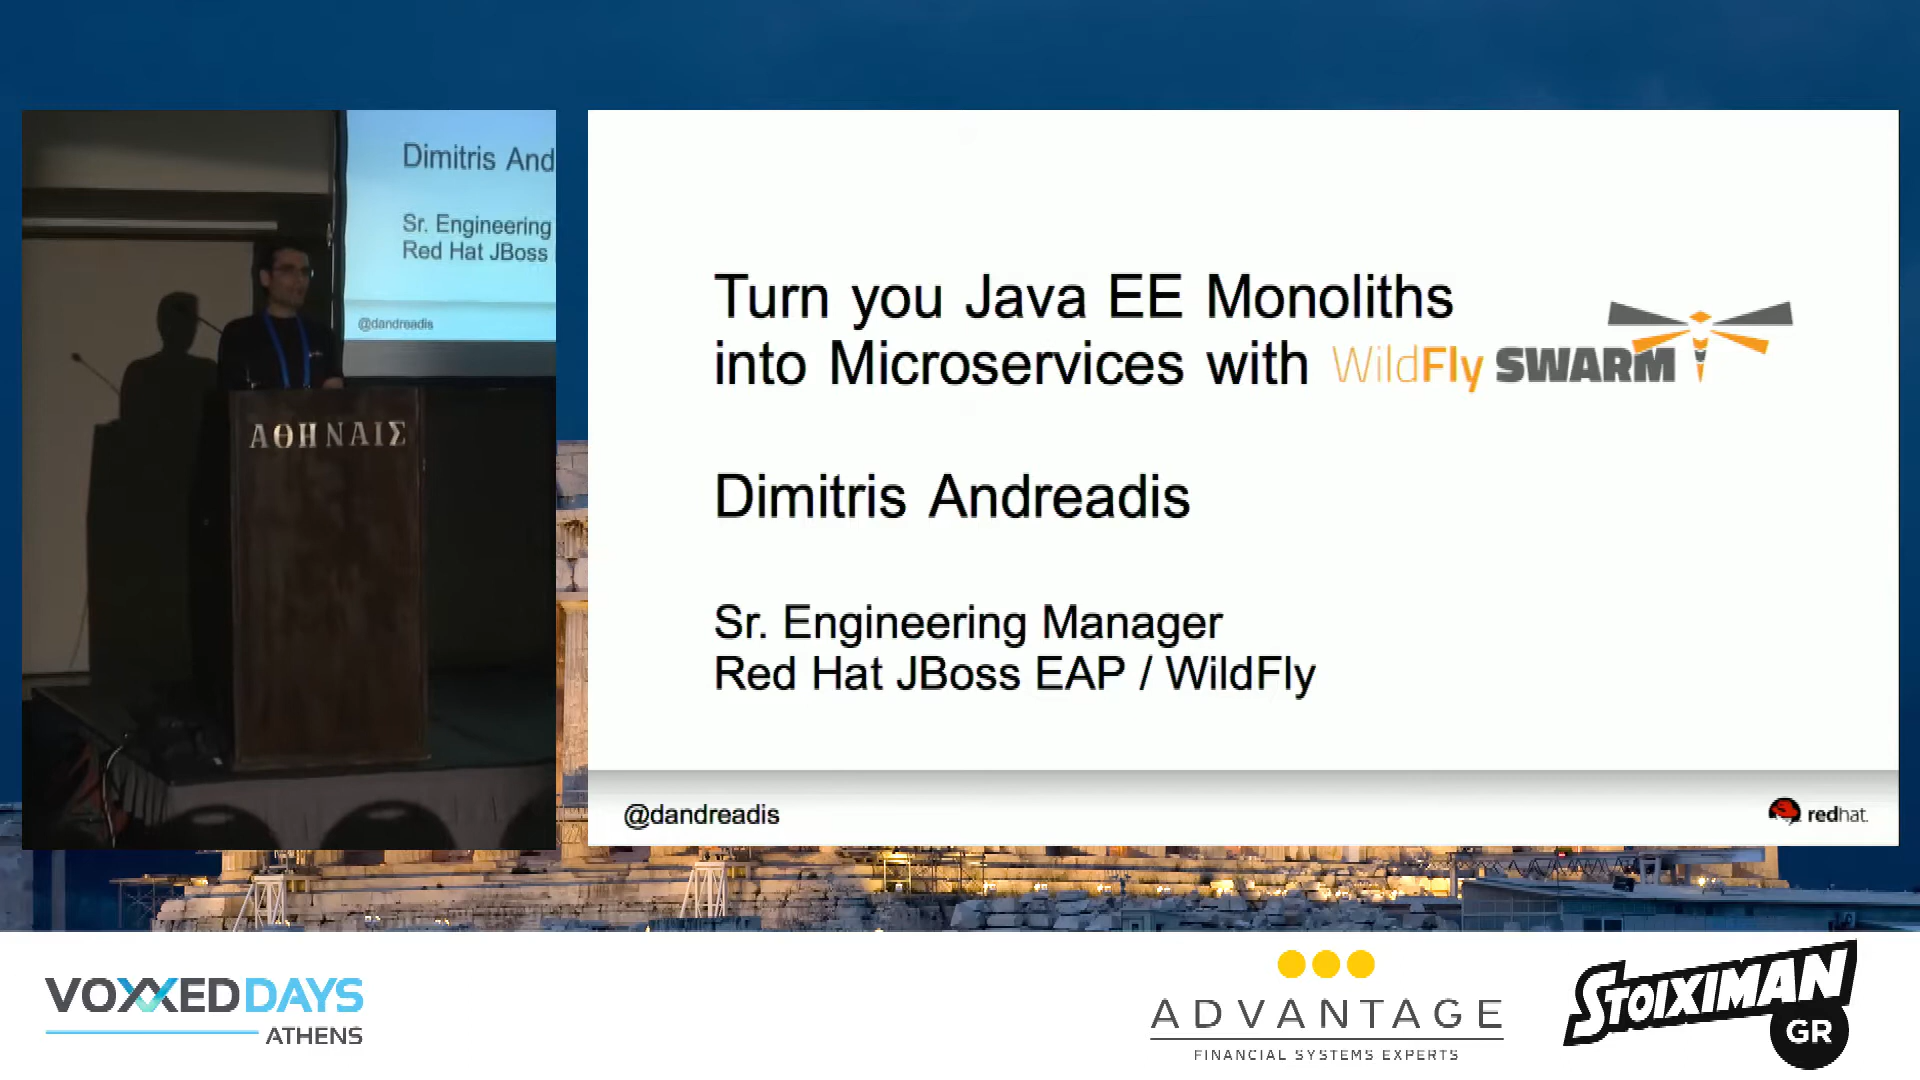 Dimitris And
Sr. Engineering
Red Hat JBoss
@dandreadis
ΑΘΗΝΑΙΣ
Turn you Java EE Monoliths
into Microservices with WildFly SWARM
Dimitris Andreadis
Sr. Engineering Manager
Red Hat JBoss EAP / WildFly
@dandreadis
redhat.
VOXXED DAYS
ATHENS
ADVANTAGE
FINANCIAL SYSTEMS EXPERTS
STOIXIMAN
GR